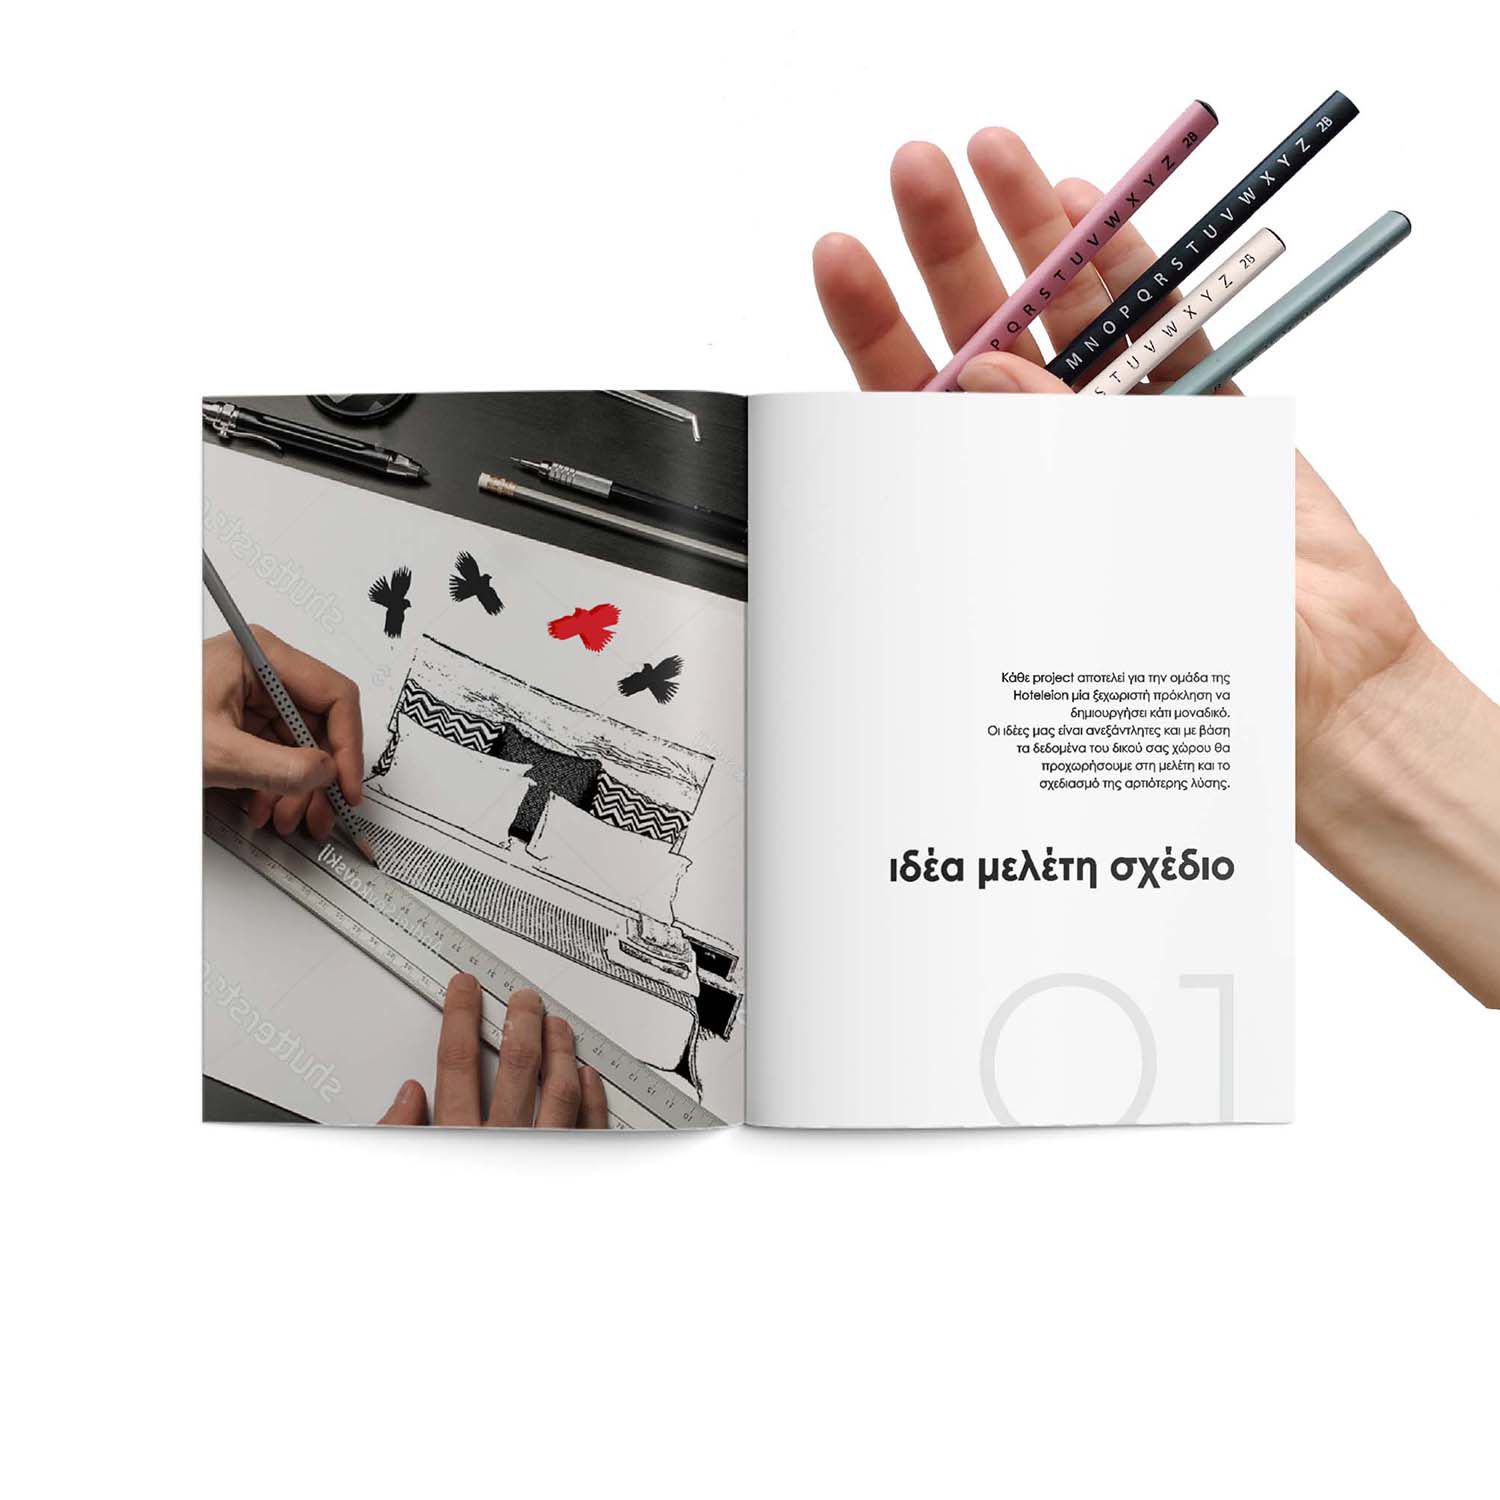 P Q R S T U V W X Y Z 2B
M N O P Q R S T U V W X Y Z 2B
S T U V W X Y Z 2B
Κάθε project αποτελεί για την ομάδα της
Hoteleion μία ξεχωριστή πρόκληση να
δημιουργήσει κάτι μοναδικό.
Οι ιδέες μας είναι ανεξάντλητες και με βάση
τα δεδομένα του δικού σας χώρου θα
προχωρήσουμε στη μελέτη και το
σχεδιασμό της αρτιότερης λύσης.
ιδέα μελέτη σχέδιο
01
shutterst
shutterst